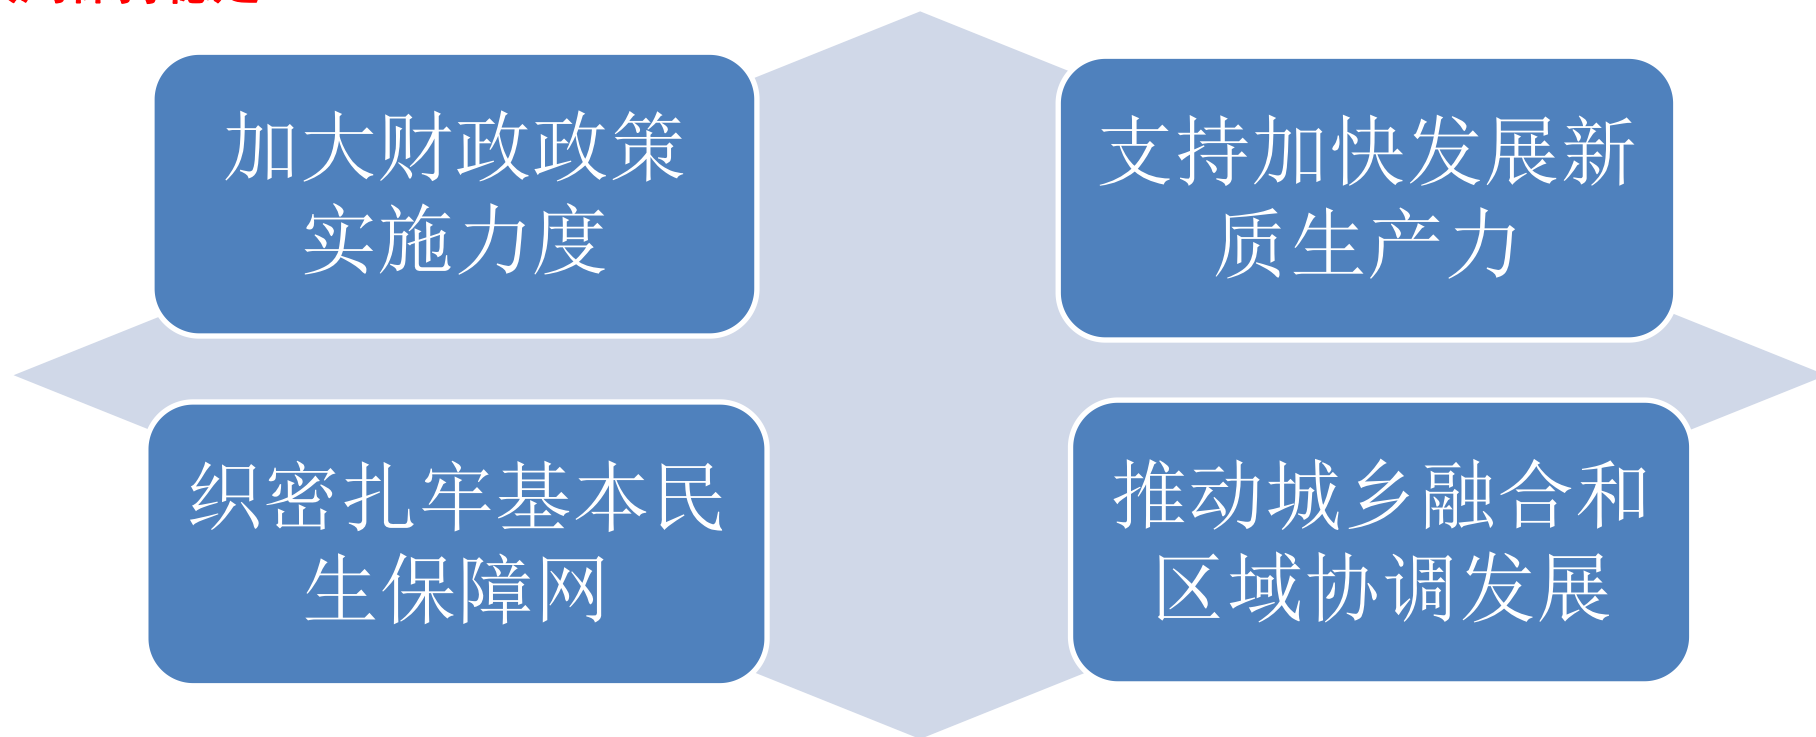 加大财政政策
实施力度
支持加快发展新
质生产力
织密扎牢基本民
生保障网
推动城乡融合和
区域协调发展